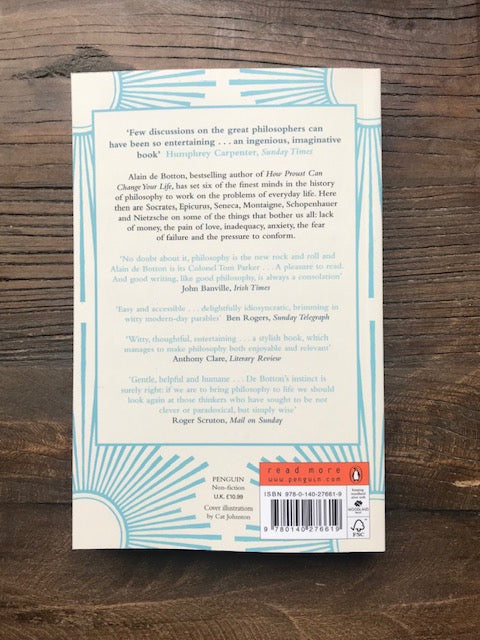 'Few discussions on the great philosophers can
have been so entertaining . . . an ingenious, imaginative
book' Humphrey Carpenter, Sunday Times
Alain de Botton, bestselling author of How Proust Can
Change Your Life, has set six of the finest minds in the history
of philosophy to work on the problems of everyday life. Here
then are Socrates, Epicurus, Seneca, Montaigne, Schopenhauer
and Nietzsche on some of the things that bother us all: lack
of money, the pain of love, inadequacy, anxiety, the fear
of failure and the pressure to conform.
'No doubt about it, philosophy is the new rock and roll and
Alain de Botton is its Colonel Tom Parker . . . A pleasure to read.
And good writing, like good philosophy, is always a consolation'
John Banville, Irish Times
'Easy and accessible . . . delightfully idiosyncratic, brimming in
witty modern-day parables' Ben Rogers, Sunday Telegraph
'Witty, thoughtful, entertaining . . . a stylish book, which
manages to make philosophy both enjoyable and relevant'
Anthony Clare, Literary Review
'Gentle, helpful and humane . . . De Botton's instinct is
surely right: if we are to bring philosophy to life we should
look again at those thinkers who have sought to be not
clever or paradoxical, but simply wise'
Roger Scruton, Mail on Sunday
PENGUIN
Non-fiction
U.K. £10.99
Cover illustrations
by Cat Johnston
read more
www.penguin.com
ISBN 978-0-140-27661-9
9 780140 276619
WOODLAND
FSC